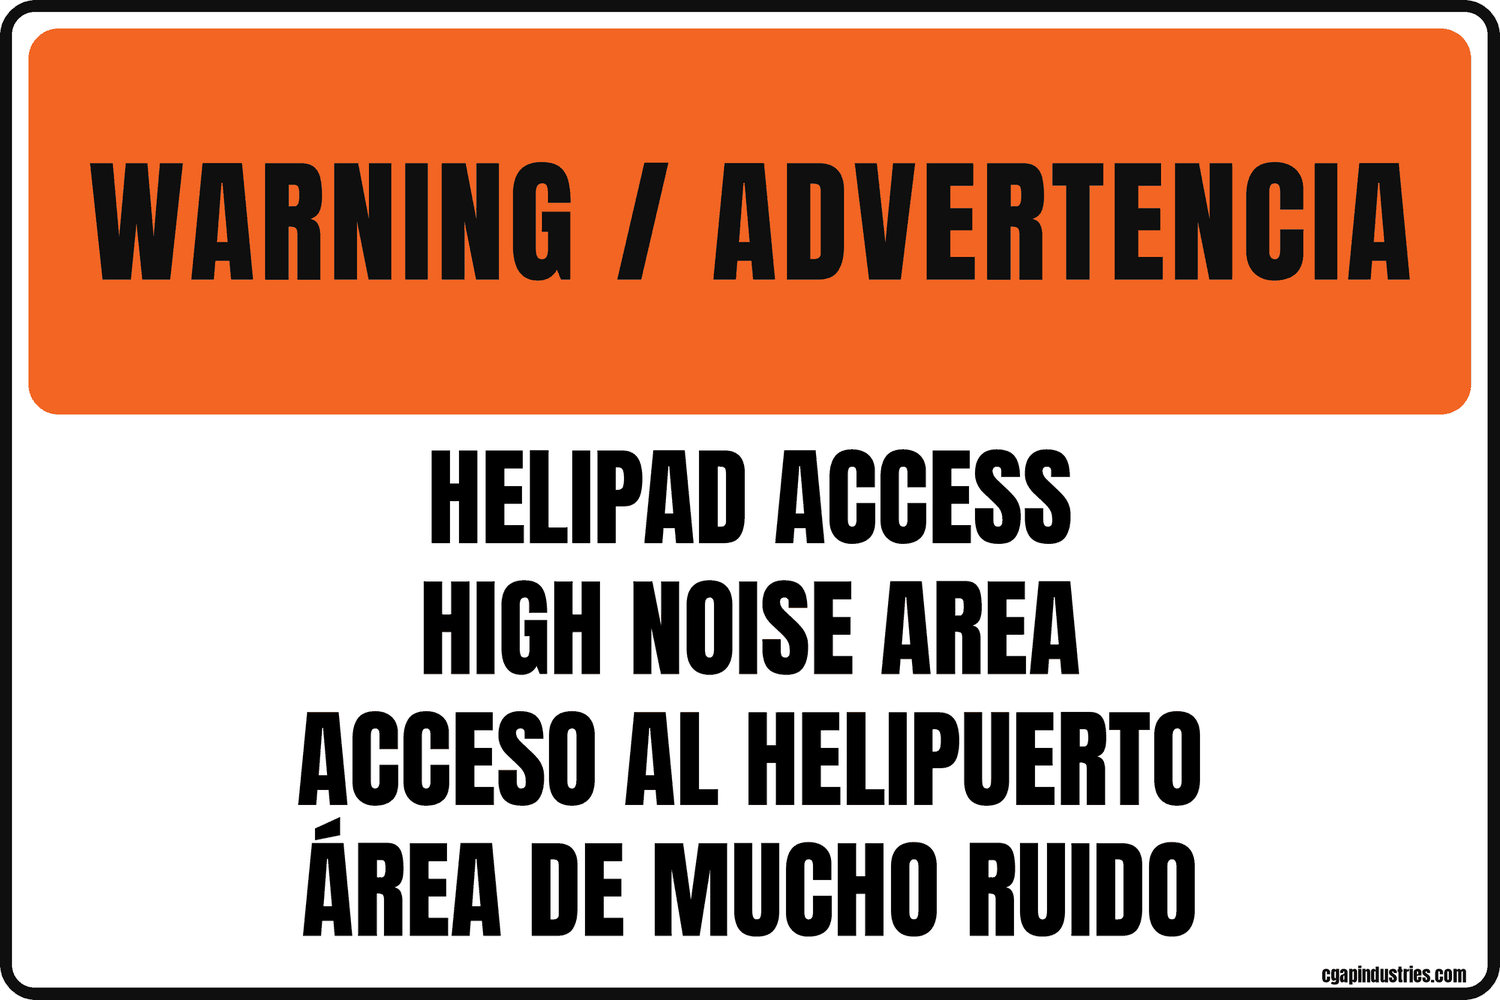 WARNING / ADVERTENCIA
HELIPAD ACCESS
HIGH NOISE AREA
ACCESO AL HELIPUERTO
ÁREA DE MUCHO RUIDO
cgapindustries.com